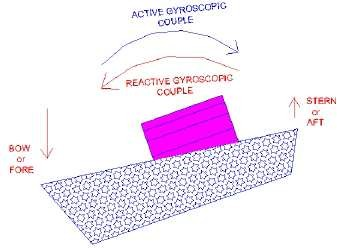 ACTIVE GYROSCOPIC
COUPLE
REACTIVE GYROSCOPIC
COUPLE
STERN
or
AFT
BOW
or
FORE